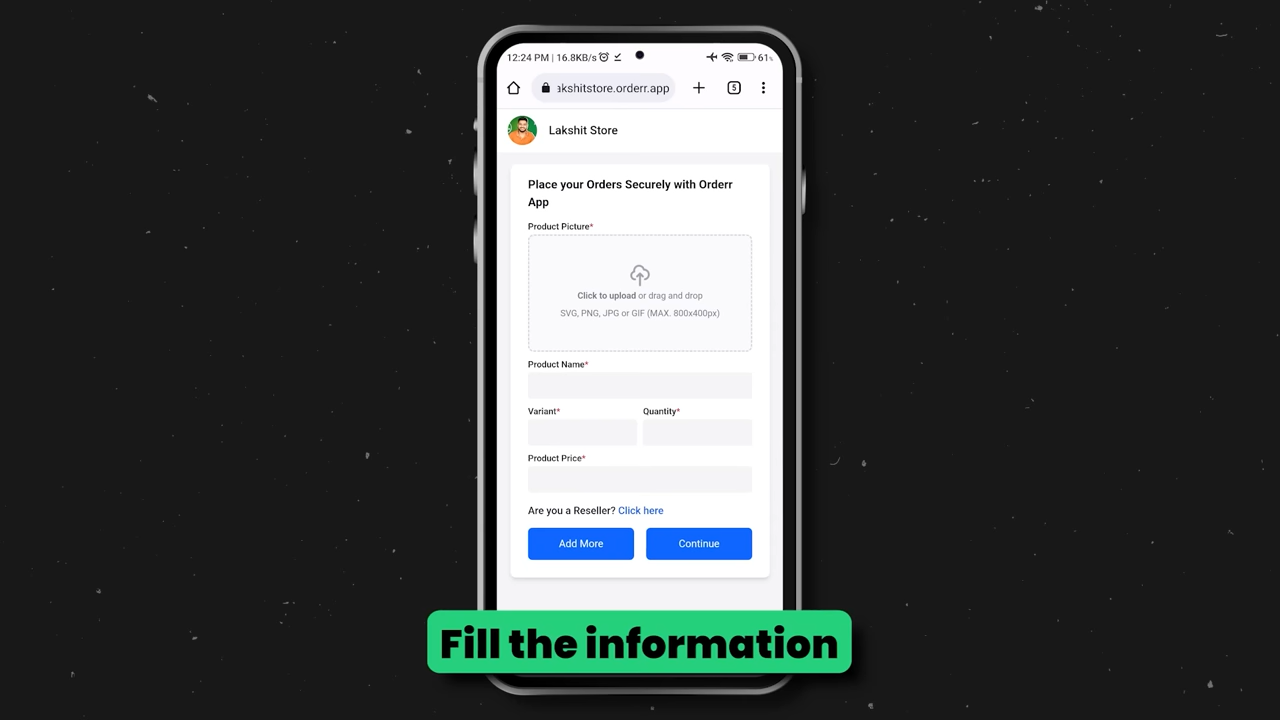 12:24 PM | 16.8KB/s 61%
akshitstore.orderr.app 5
Lakshit Store
Place your Orders Securely with Orderr
App
Product Picture*
Click to upload or drag and drop
SVG, PNG, JPG or GIF (MAX. 800x400px)
Product Name*
Variant* Quantity*
Product Price*
Are you a Reseller? Click here
Add More Continue
Fill the information